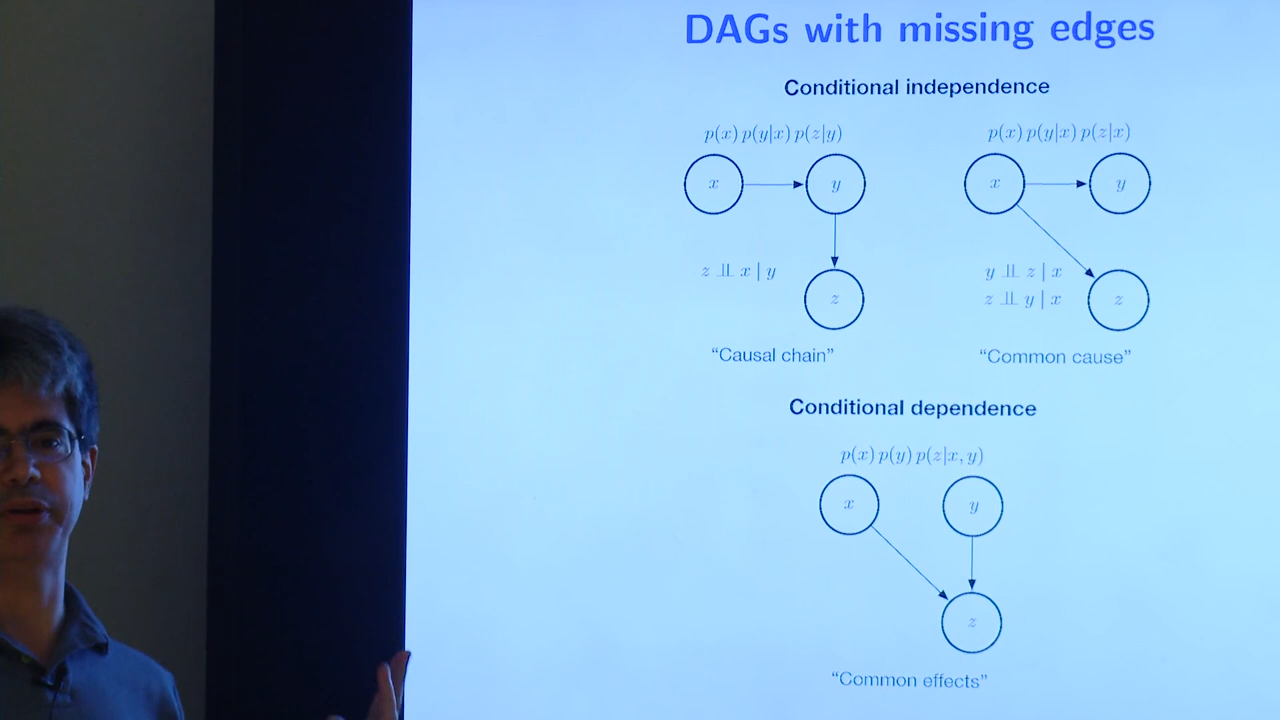 DAGs with missing edges
Conditional independence
p(x) p(y|x) p(z|y)
x
y
z ⫫ x | y
z
“Causal chain”
p(x) p(y|x) p(z|x)
x
y
y ⫫ z | x
z ⫫ y | x
z
“Common cause”
Conditional dependence
p(x) p(y) p(z|x, y)
x
y
z
“Common effects”